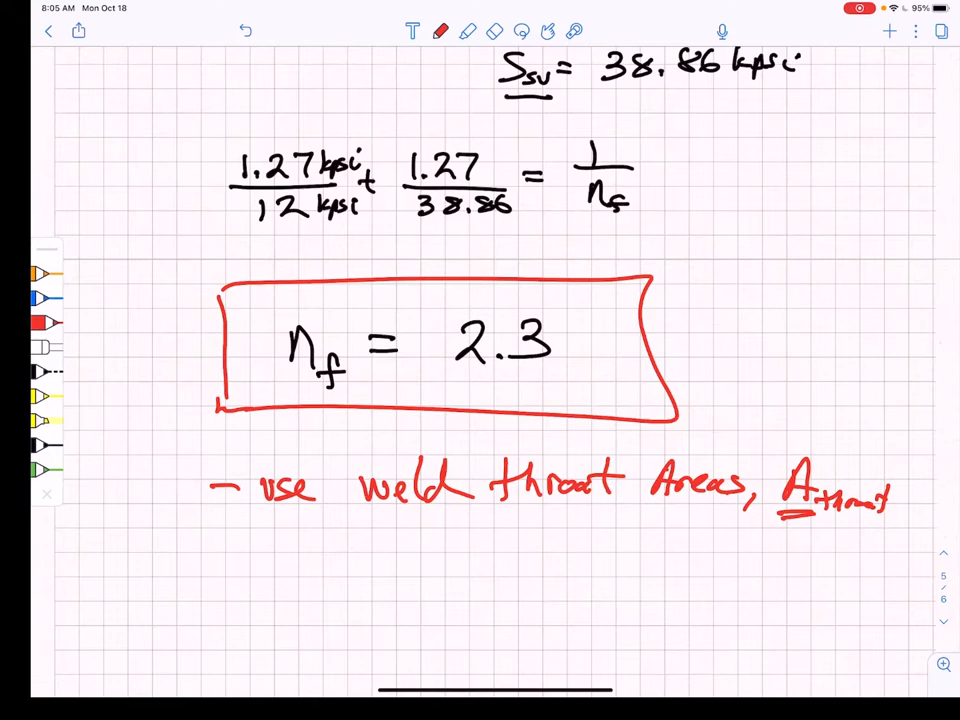 8:05 AM Mon Oct 18
95%
T
Ssu = 38.86 kpsi
1.27 kpsi / 12 kpsi + 1.27 / 38.86 = 1 / nf
nf = 2.3
- use weld throat Areas, Athroat
5
/
6